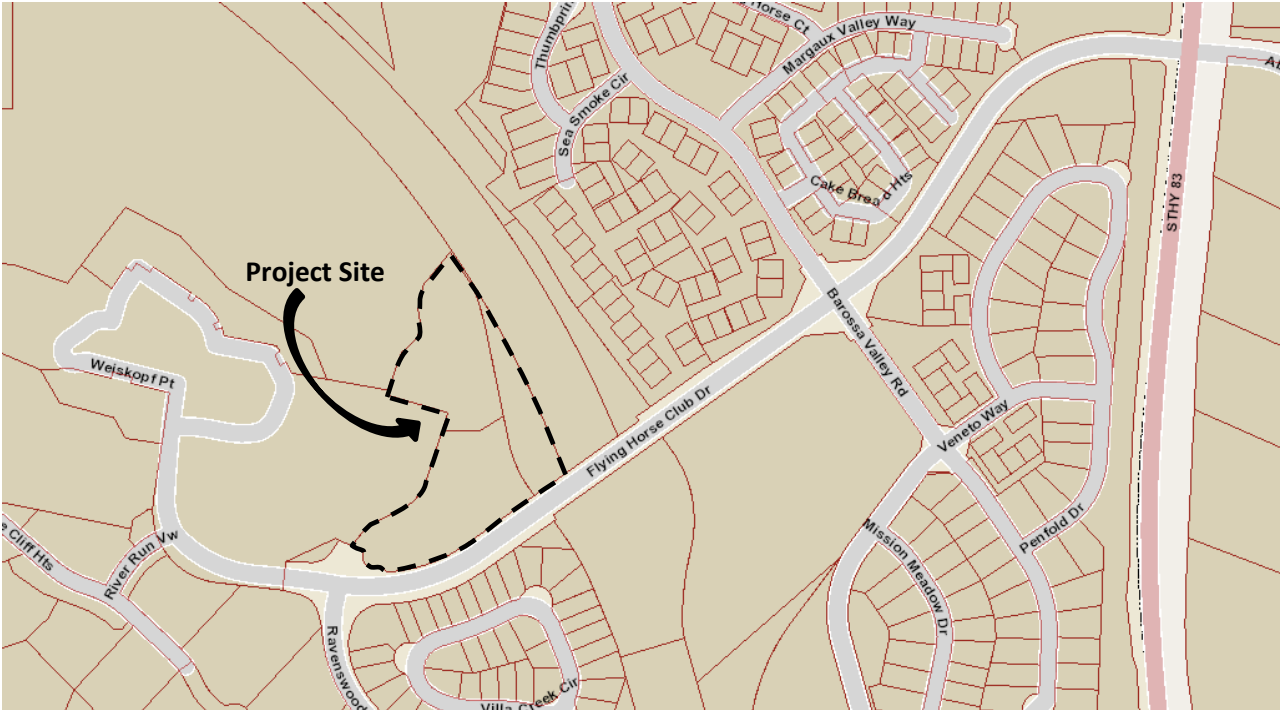 Thumbprin
Horse Ct
Margaux Valley Way
Sea Smoke Cir
Cake Bread Hts
STHY 83
Project Site
Barossa Valley Rd
Weiskopf Pt
Flying Horse Club Dr
Veneto Way
Penfold Dr
Mission Meadow Dr
e Cliff Hts
River Run Vw
Ravenswood
Villa Creek Cir